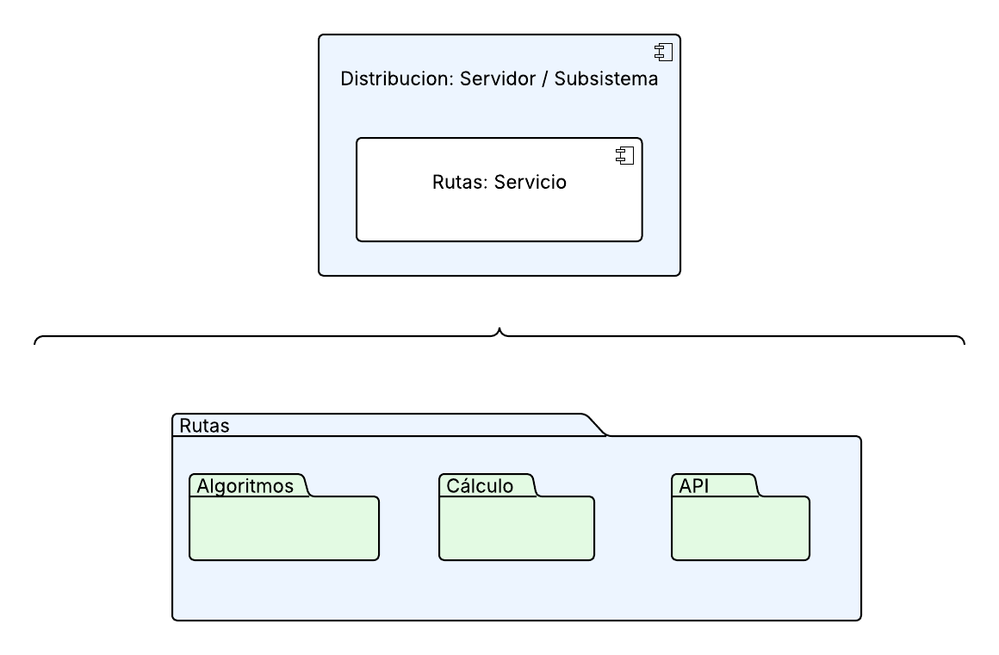 Distribucion: Servidor / Subsistema
Rutas: Servicio
Rutas
Algoritmos
Cálculo
API